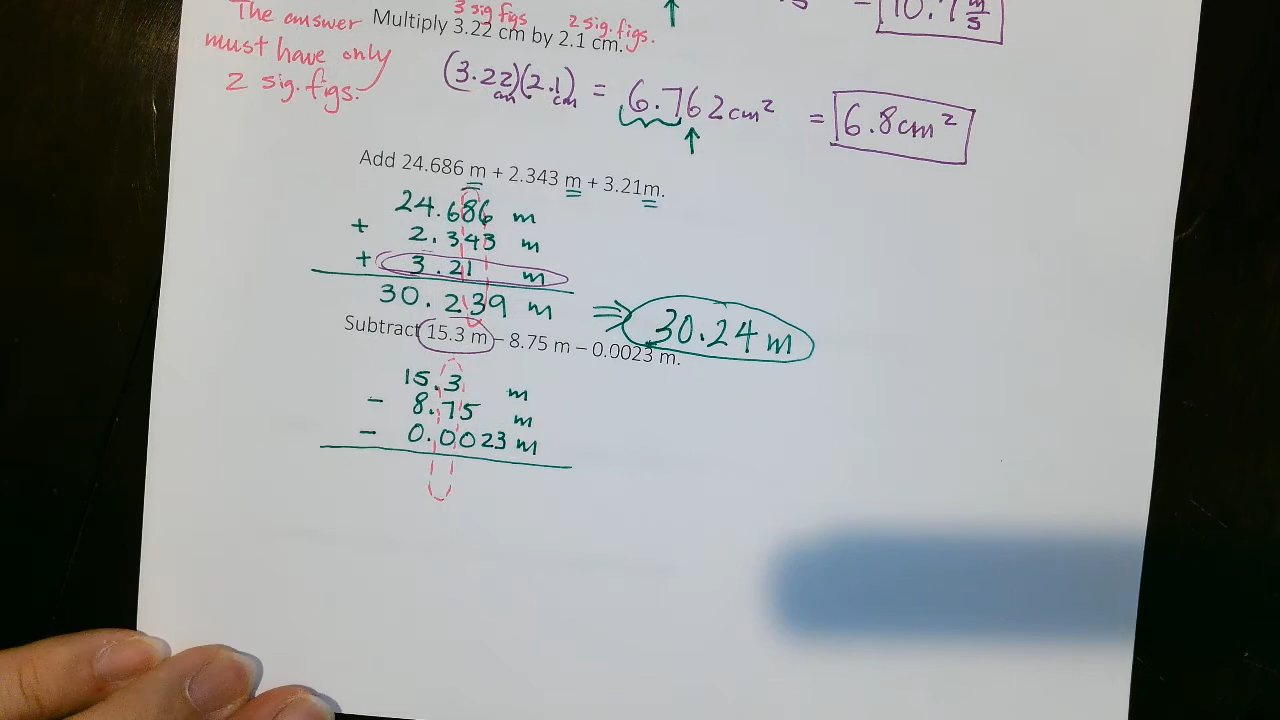 10.7 m/s
3 sig figs 2 sig. figs.
The answer
must have only
2 sig. figs.
Multiply 3.22 cm by 2.1 cm.
(3.22 cm)(2.1 cm) = 6.762 cm² = 6.8 cm²
Add 24.686 m + 2.343 m + 3.21m.
24.686 m
+ 2.343 m
+ 3.21 m
30.239 m ⇒ 30.24 m
Subtract 15.3 m – 8.75 m – 0.0023 m.
15.3 m
- 8.75 m
- 0.0023 m